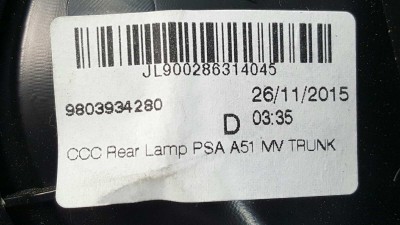 JL900286314045
9803934280
26/11/2015
D
03:35
CCC Rear Lamp PSA A51 MV TRUNK